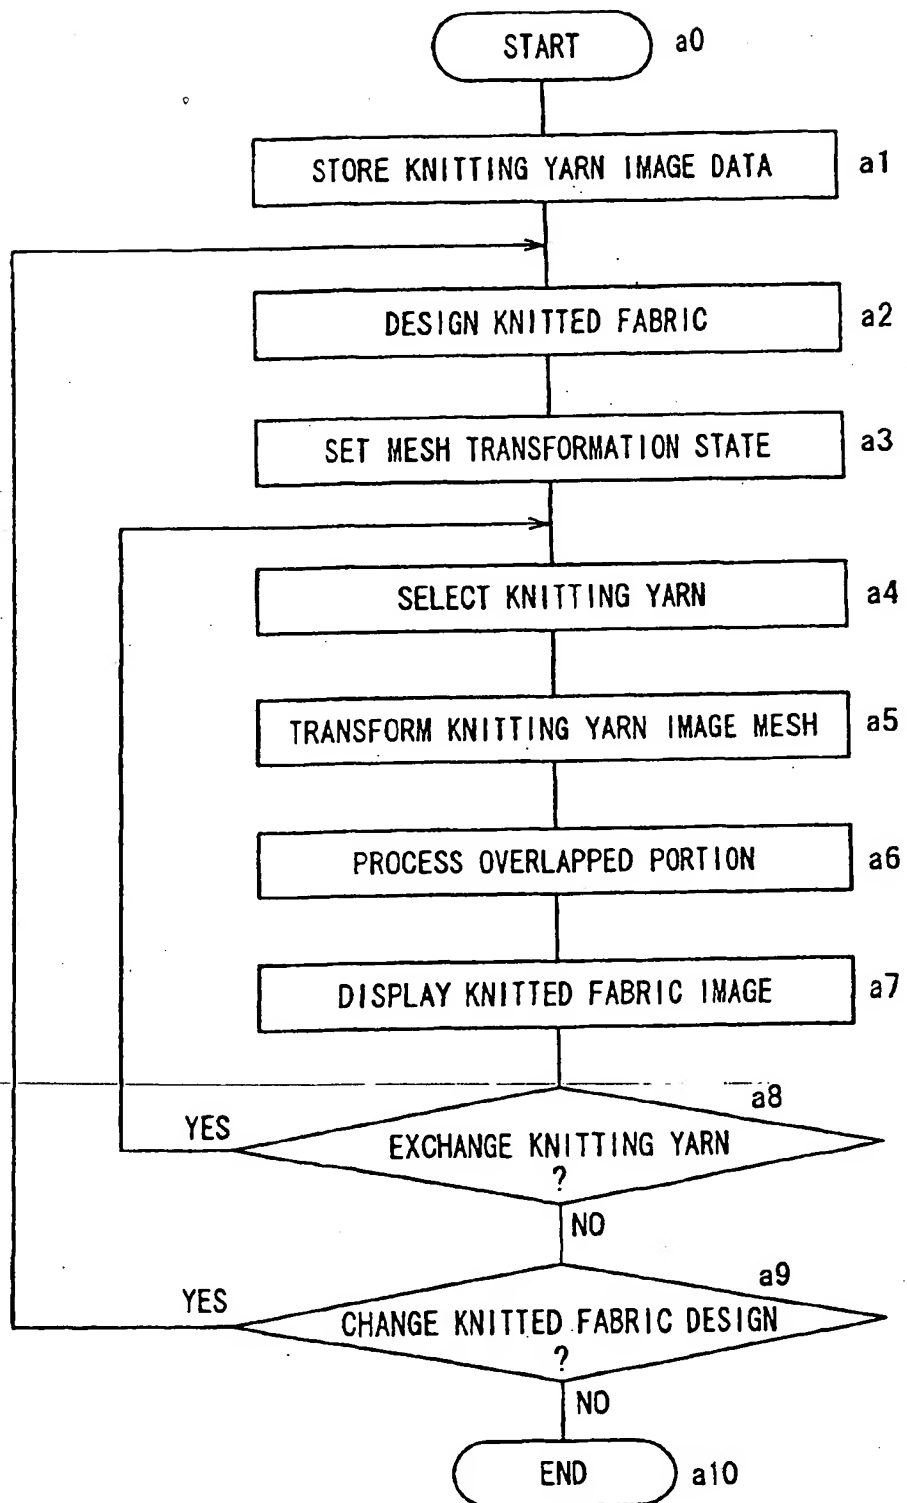 START a0
STORE KNITTING YARN IMAGE DATA a1
DESIGN KNITTED FABRIC a2
SET MESH TRANSFORMATION STATE a3
SELECT KNITTING YARN a4
TRANSFORM KNITTING YARN IMAGE MESH a5
PROCESS OVERLAPPED PORTION a6
DISPLAY KNITTED FABRIC IMAGE a7
a8
YES
EXCHANGE KNITTING YARN
?
NO
a9
YES
CHANGE KNITTED FABRIC DESIGN
?
NO
END a10